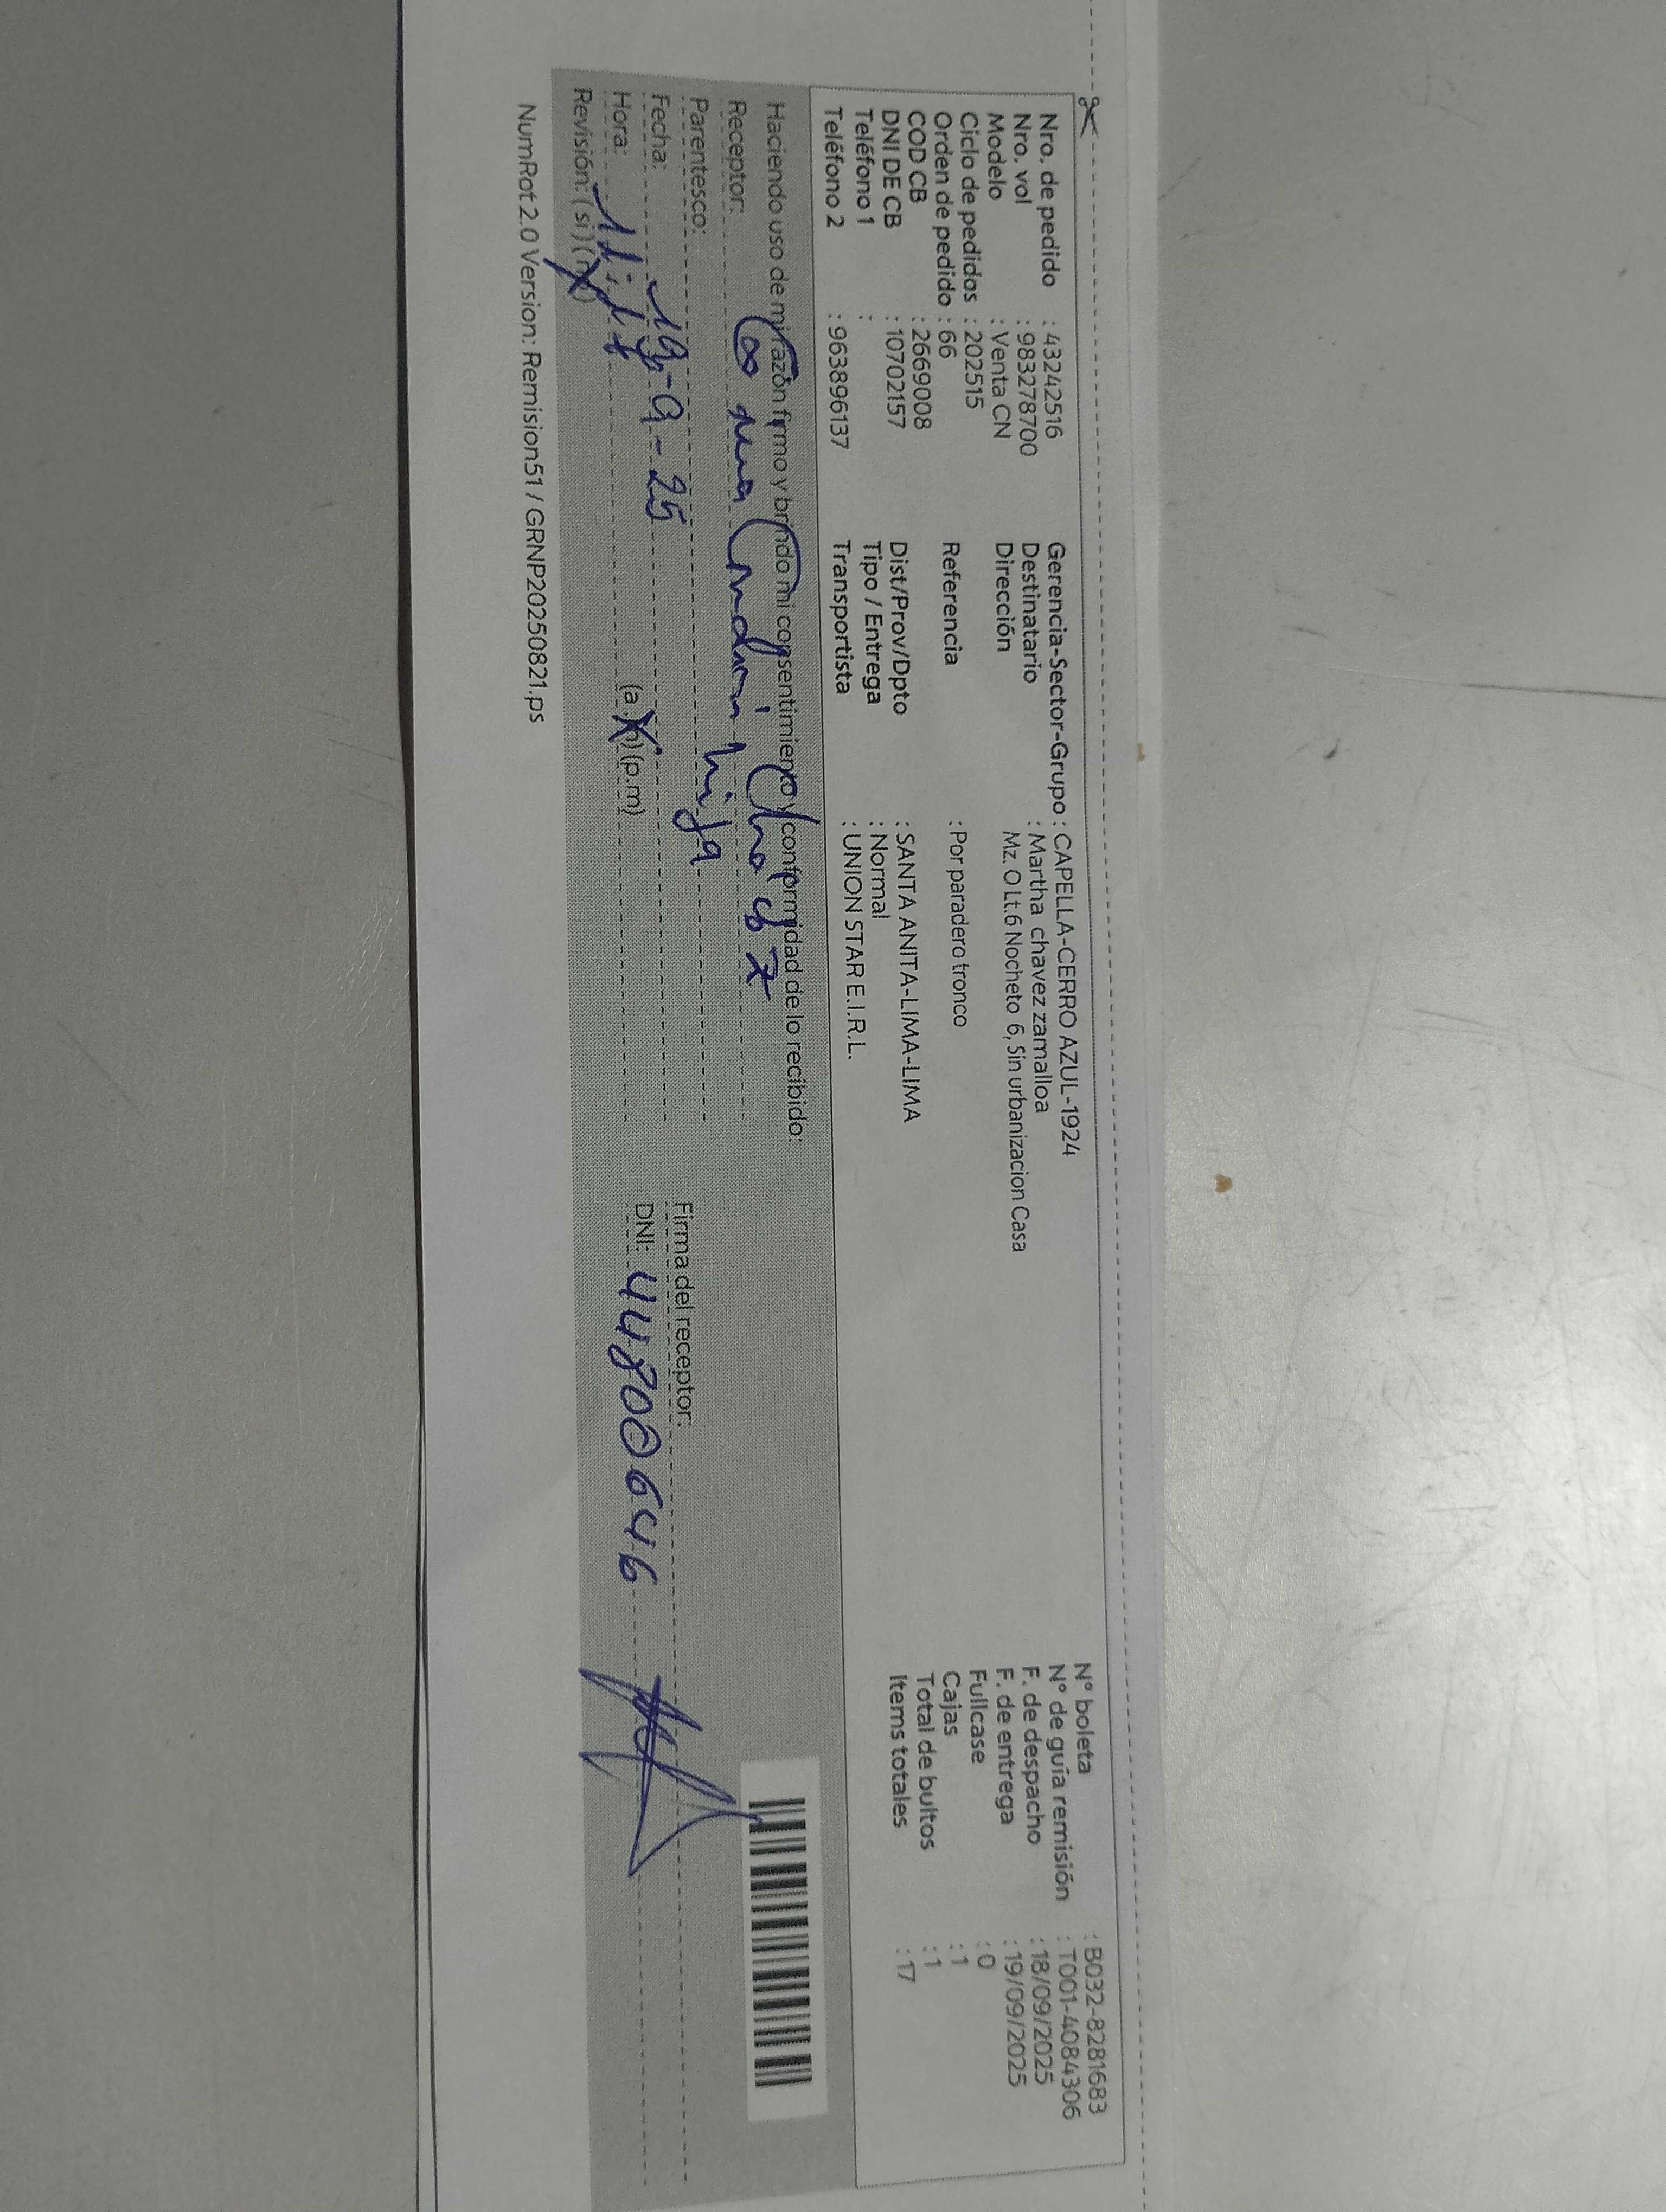 Nro. de pedido : 43242516
Nro. vol : 983278700
Modelo : Venta CN
Ciclo de pedidos : 202515
Orden de pedido : 66
COD CB : 2669008
DNI DE CB : 10702157
Teléfono 1 :
Teléfono 2 : 963896137
Gerencia-Sector-Grupo : CAPELLA-CERRO AZUL-1924
Destinatario : Martha chavez zamalloa
Dirección Mz. O Lt.6 Nocheto 6, Sin urbanizacion Casa
Referencia : Por paradero tronco
Dist/Prov/Dpto : SANTA ANITA-LIMA-LIMA
Tipo / Entrega : Normal
Transportista : UNION STAR E.I.R.L.
N° boleta : B032-8281683
N° de guía remisión : T001-4084306
F. de despacho : 18/09/2025
F. de entrega : 19/09/2025
Fullcase : 0
Cajas : 1
Total de bultos : 1
Items totales : 17
Haciendo uso de mi razón firmo y brindo mi consentimiento y conformidad de lo recibido:
Receptor:
Parentesco: hija
Fecha: 19-9-25
Hora: (a.m) (p.m)
Revisión: (si) (no)
Firma del receptor:
DNI: 44800646
NumRot 2.0 Version: Remision51 / GRNP20250821.ps